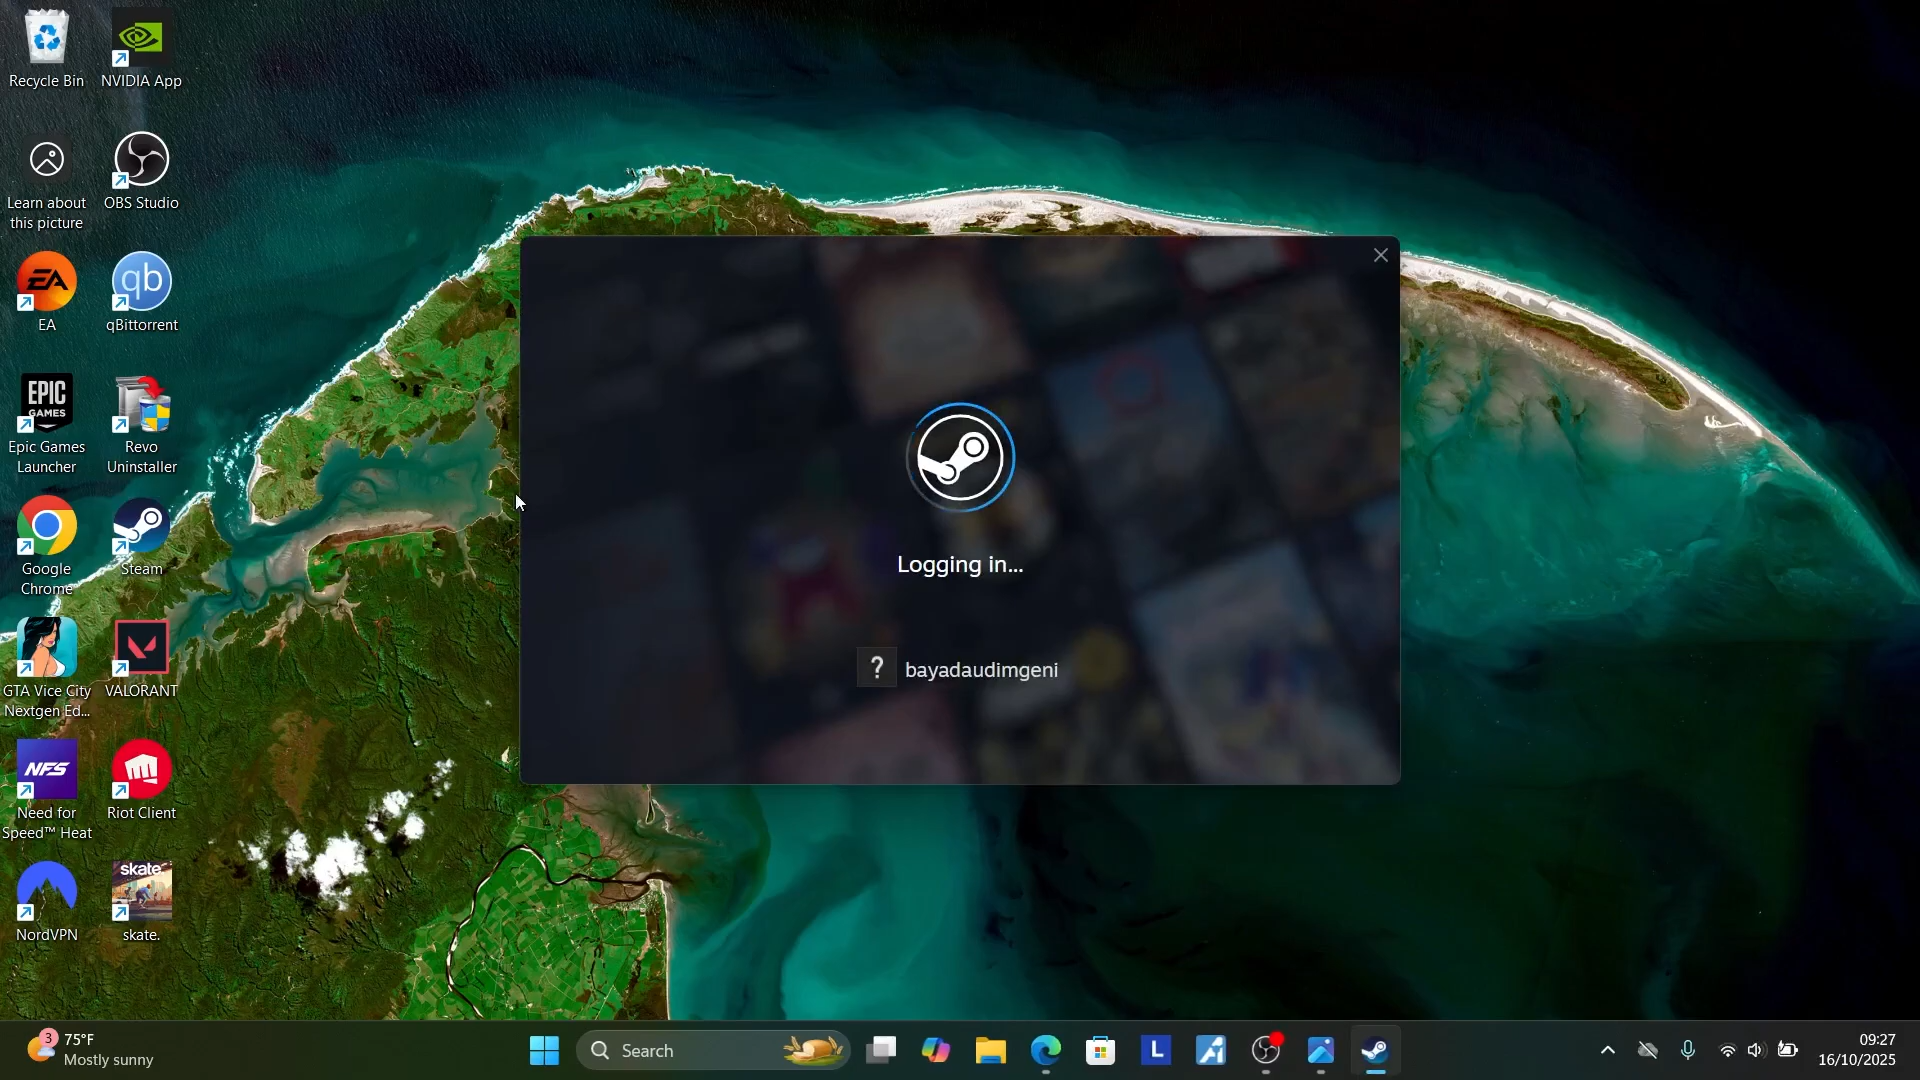 Recycle Bin
NVIDIA App
Learn about
this picture
OBS Studio
EA
EA
qb
qBittorrent
EPIC
GAMES
Epic Games
Launcher
Revo
Uninstaller
Google
Chrome
Steam
GTA Vice City
Nextgen Ed...
VALORANT
NFS
Need for
Speed™ Heat
Riot Client
NordVPN
skate.
skate.
Logging in...
? bayadaudimgeni
3
75°F
Mostly sunny
Search
L
09:27
16/10/2025